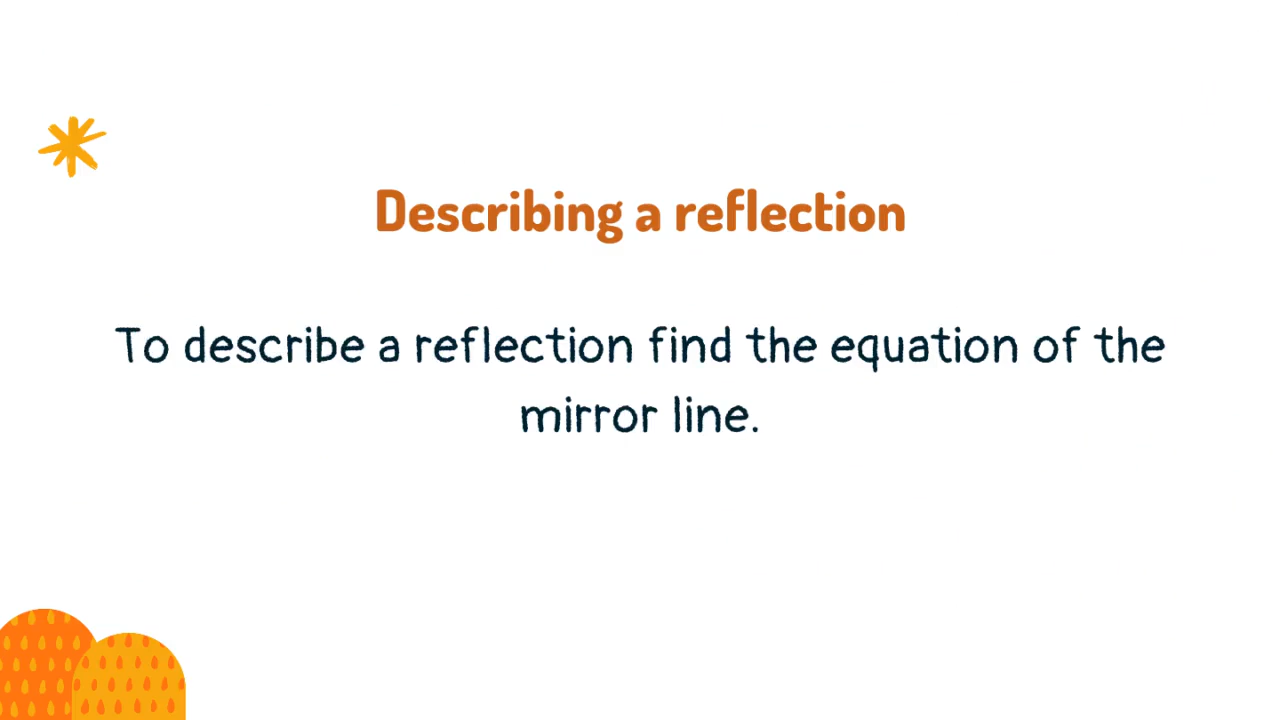 Describing a reflection
To describe a reflection find the equation of the
mirror line.